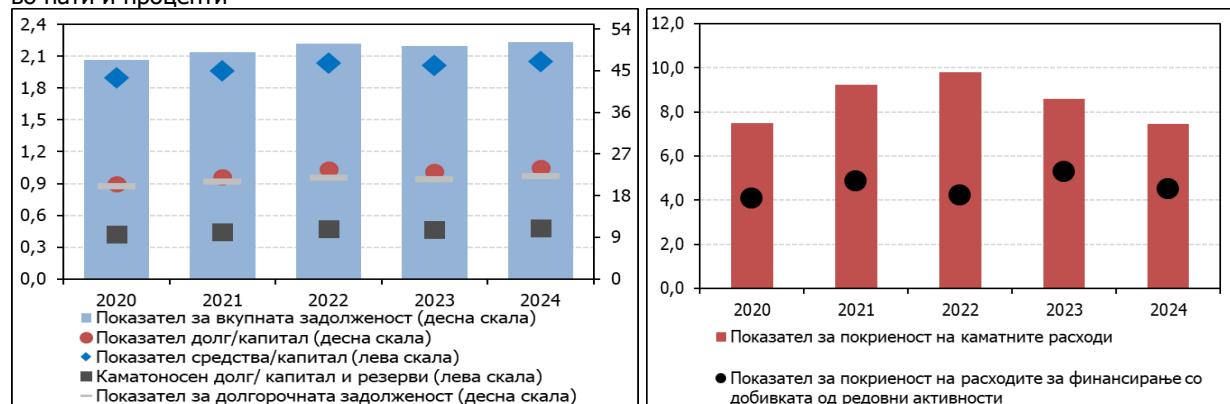 во пати и проценти
2,4
2,1
1,8
1,5
1,2
0,9
0,6
0,3
0,0
54
45
36
27
18
9
0
2020 2021 2022 2023 2024
Показател за вкупната задолженост (десна скала)
Показател долг/капитал (десна скала)
Показател средства/капитал (лева скала)
Каматоносен долг/ капитал и резерви (лева скала)
Показател за долгорочната задолженост (десна скала)
12,0
10,0
8,0
6,0
4,0
2,0
0,0
2020 2021 2022 2023 2024
Показател за покриеност на каматните расходи
Показател за покриеност на расходите за финансирање со
добивката од редовни активности